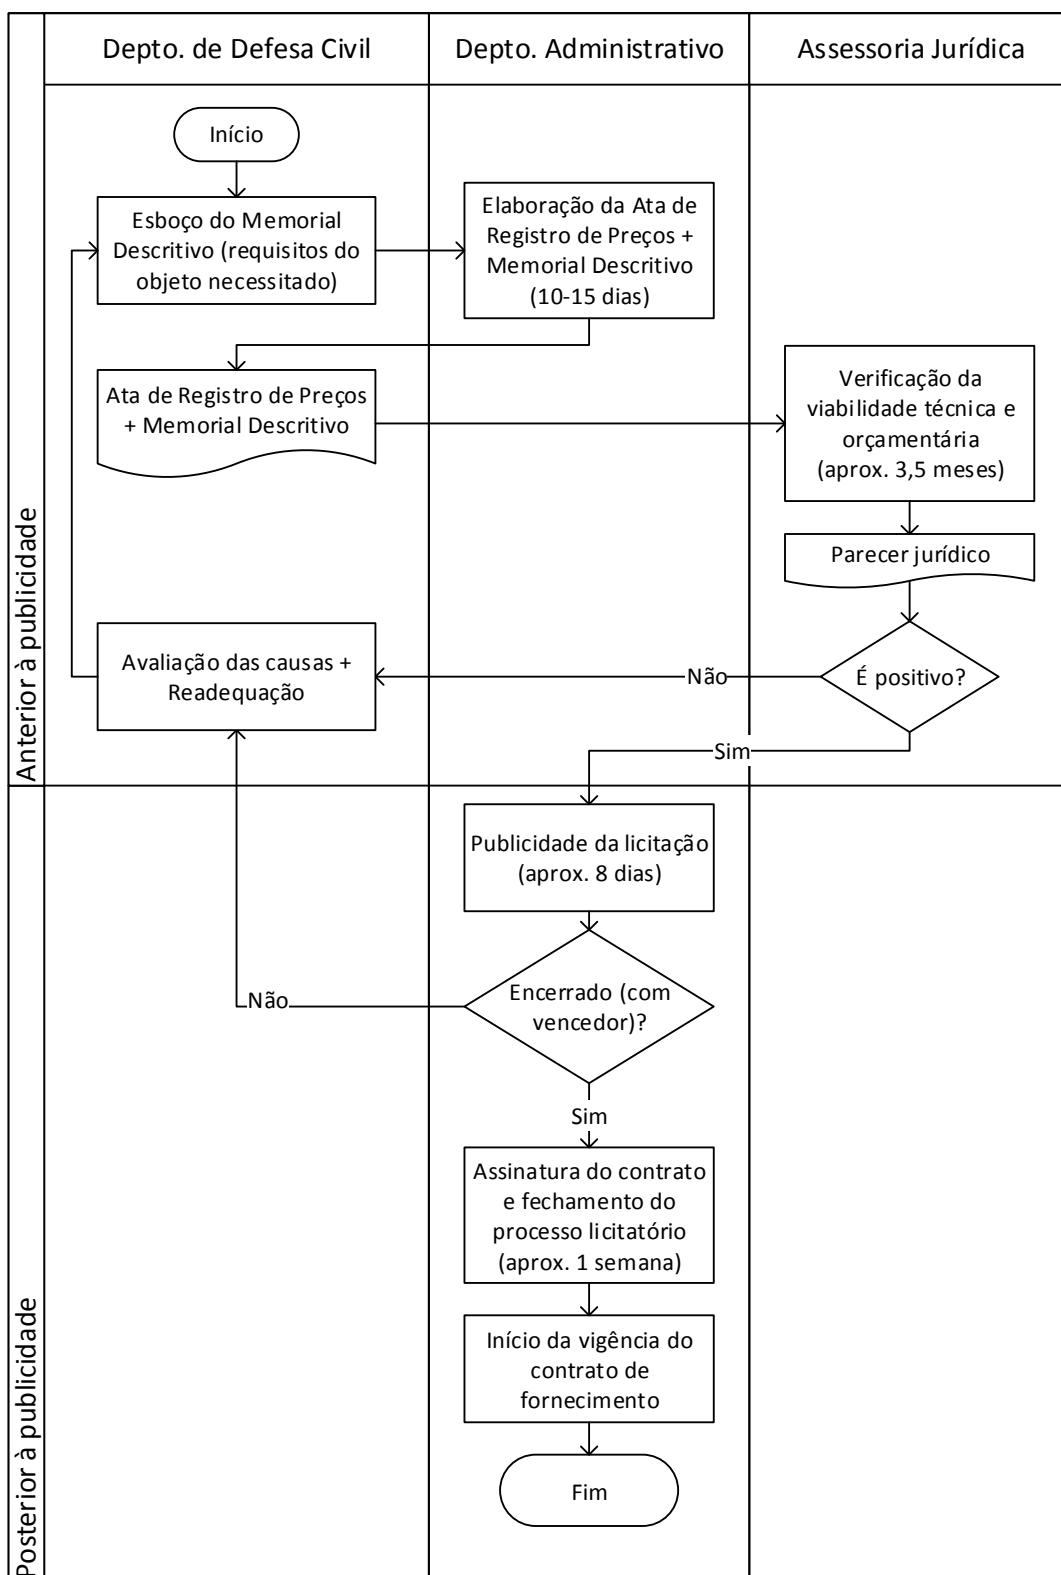 Depto. de Defesa Civil
Depto. Administrativo
Assessoria Jurídica
Anterior à publicidade
Início
Esboço do Memorial
Descritivo (requisitos do
objeto necessitado)
Elaboração da Ata de
Registro de Preços +
Memorial Descritivo
(10-15 dias)
Ata de Registro de Preços
+ Memorial Descritivo
Verificação da
viabilidade técnica e
orçamentária
(aprox. 3,5 meses)
Parecer jurídico
É positivo?
Não
Avaliação das causas +
Readequação
Sim
Posterior à publicidade
Publicidade da licitação
(aprox. 8 dias)
Encerrado (com
vencedor)?
Não
Sim
Assinatura do contrato
e fechamento do
processo licitatório
(aprox. 1 semana)
Início da vigência do
contrato de
fornecimento
Fim